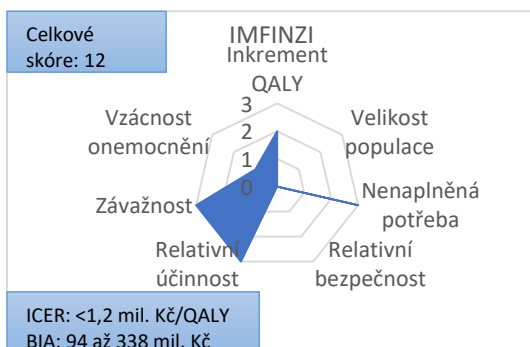 Celkové
skóre: 12
IMFINZI
Inkrement
QALY
3
2
1
0
Velikost
populace
Nenaplněná
potřeba
Relativní
bezpečnost
Relativní
účinnost
Závažnost
Vzácnost
onemocnění
ICER: <1,2 mil. Kč/QALY
BIA: 94 až 338 mil. Kč